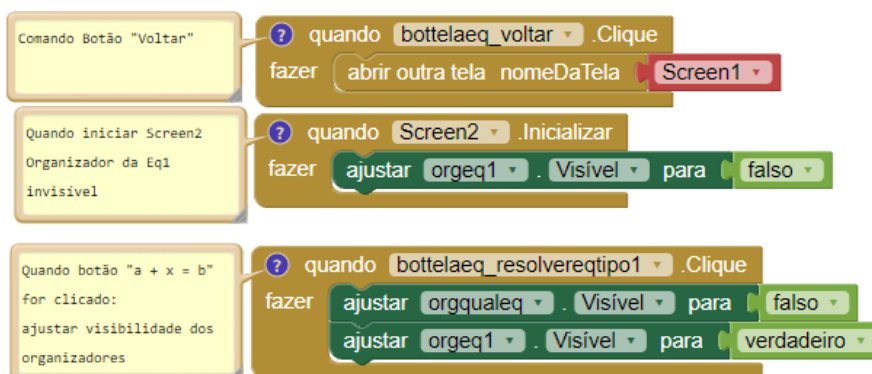 Comando Botão "Voltar"
? quando bottelaeq_voltar .Clique
fazer abrir outra tela nomeDaTela Screen1
Quando iniciar Screen2
Organizador da Eq1
invisível
? quando Screen2 .Inicializar
fazer ajustar orgeq1 . Visível para falso
Quando botão "a + x = b"
for clicado:
ajustar visibilidade dos
organizadores
? quando bottelaeq_resolvereqtipo1 .Clique
fazer ajustar orgqualeq . Visível para falso
ajustar orgeq1 . Visível para verdadeiro